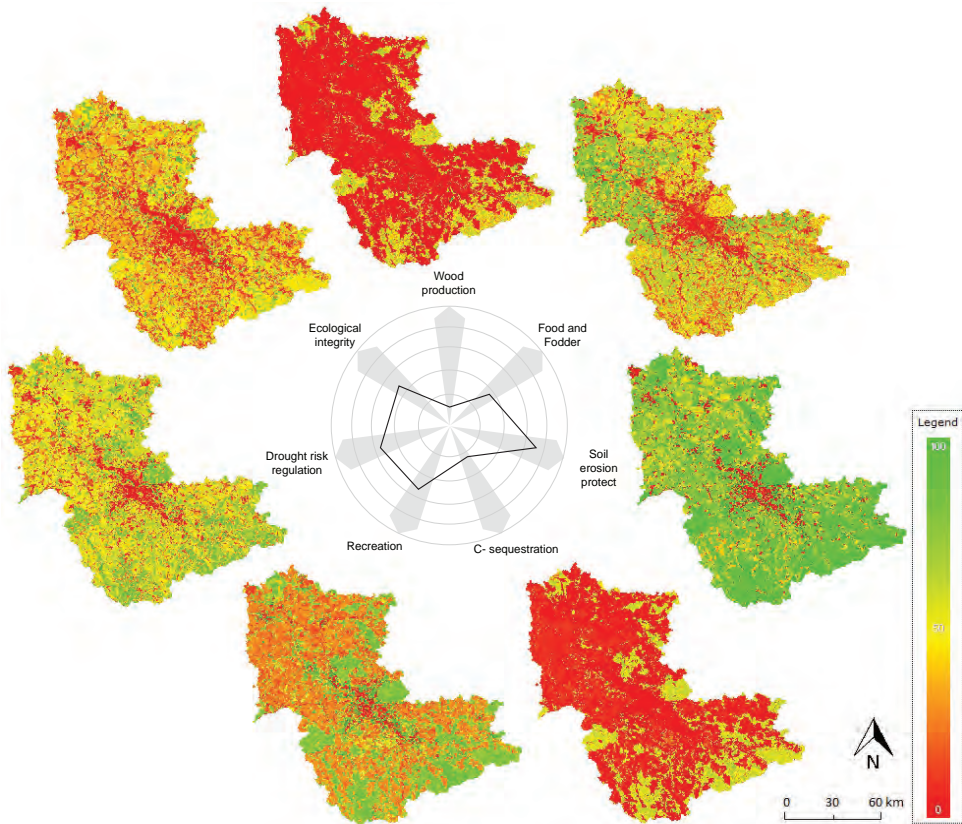 Wood
production
Ecological
integrity
Food and
Fodder
Drought risk
regulation
Soil
erosion
protect
Recreation
C- sequestration
Legend
100
50
0
N
0 30 60 km